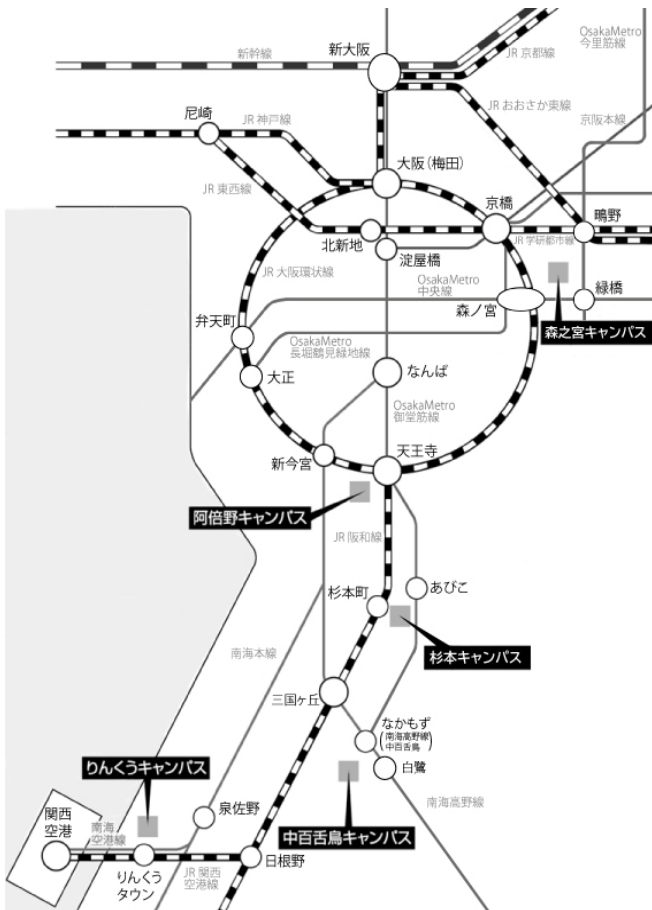 新大阪
OsakaMetro
今里筋線
新幹線
JR 京都線
尼崎
JR 神戸線
JR おおさか東線
京阪本線
大阪(梅田)
JR 東西線
京橋
鴫野
北新地
淀屋橋
JR 学研都市線
JR 大阪環状線
OsakaMetro
中央線
森ノ宮
緑橋
弁天町
森之宮キャンパス
OsakaMetro
長堀鶴見緑地線
大正
なんば
OsakaMetro
御堂筋線
新今宮
天王寺
阿倍野キャンパス
JR 阪和線
杉本町
あびこ
南海本線
杉本キャンパス
三国ヶ丘
なかもず
(南海高野線)
中百舌鳥
りんくうキャンパス
白鷺
南海高野線
関西
空港
泉佐野
南海
空港線
中百舌鳥キャンパス
りんくう
タウン
JR 関西
空港線
日根野